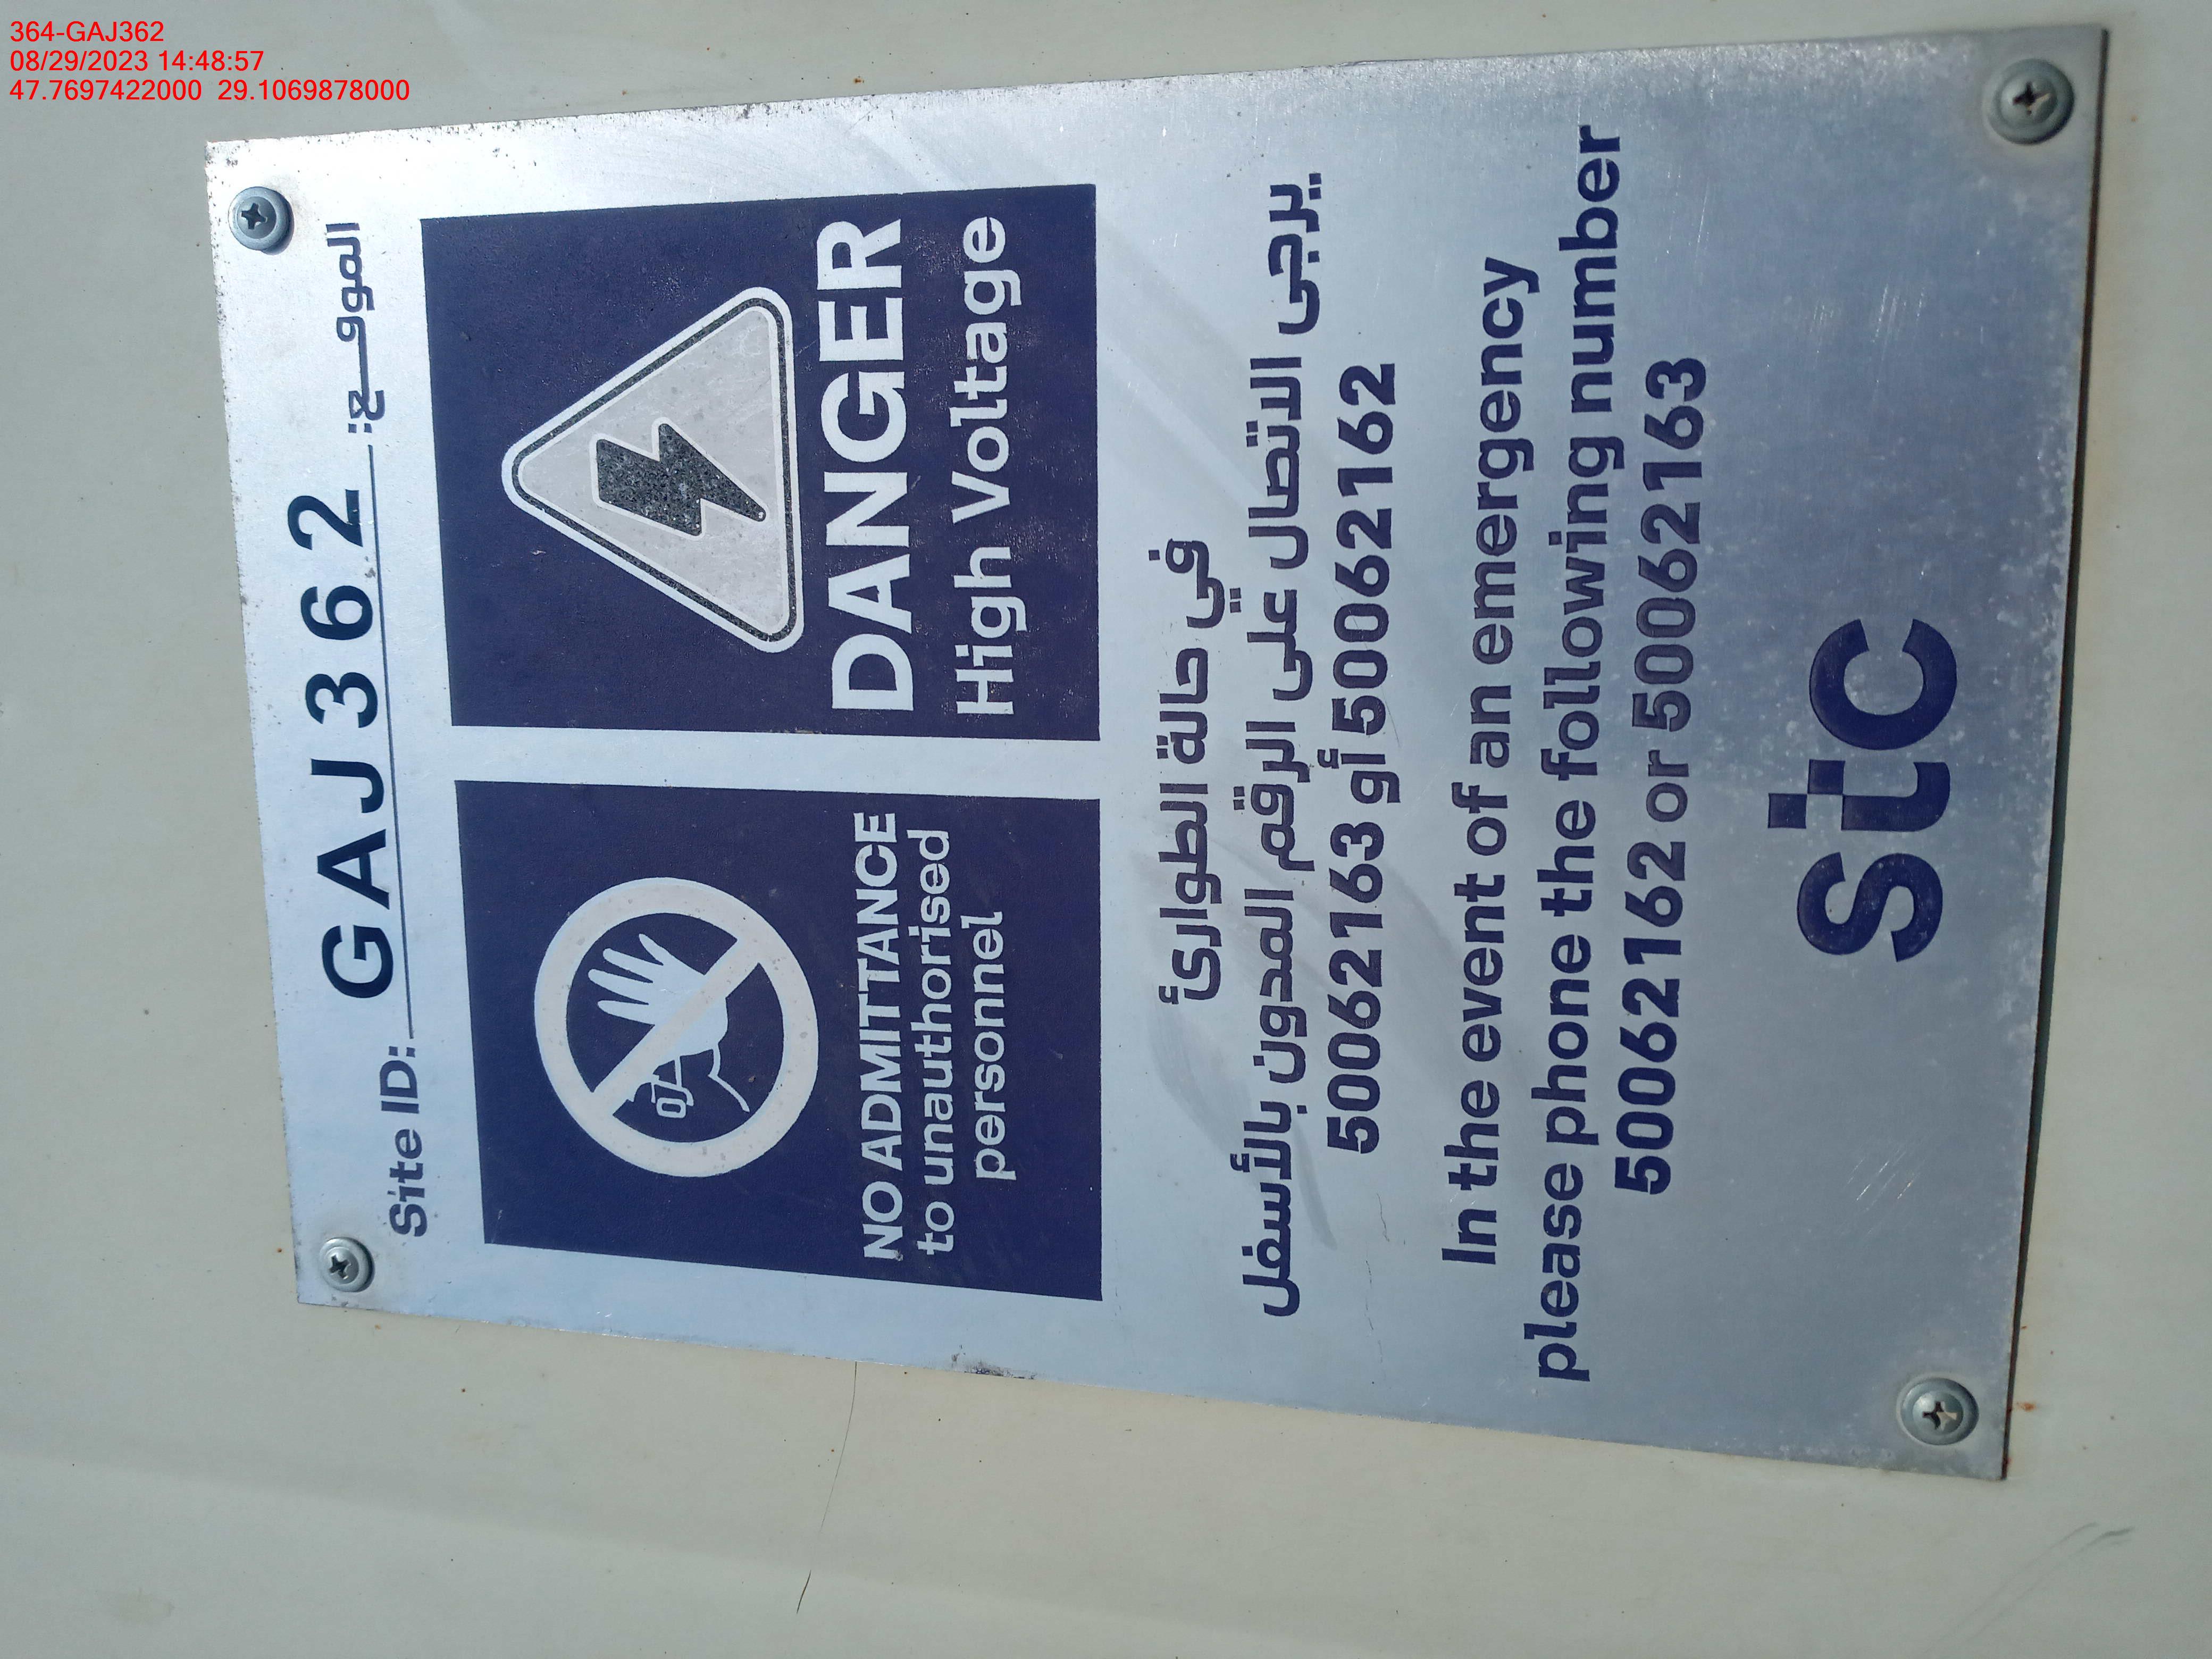 364-GAJ362
08/29/2023 14:48:57
47.7697422000 29.1069878000
Site ID: GAJ362 الموقـــع:
NO ADMITTANCE
to unauthorised
personnel
DANGER
High Voltage
في حالة الطوارئ
يرجى الاتصال على الرقم المدون بالأسفل
50062162 أو 50062163
In the event of an emergency
please phone the following number
50062162 or 50062163
stc